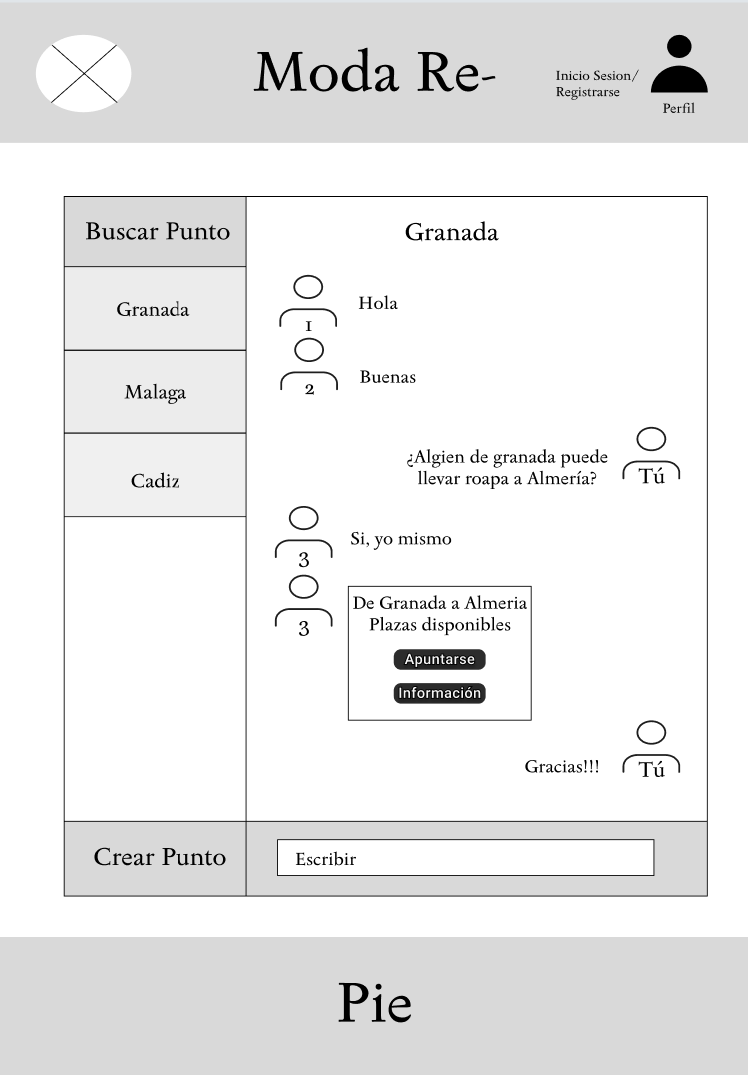 Moda Re-
Inicio Sesion/
Registrarse
Perfil
Buscar Punto
Granada
Malaga
Cadiz
Crear Punto
Granada
1
Hola
2
Buenas
¿Algien de granada puede
llevar roapa a Almería?
Tú
3
Si, yo mismo
3
De Granada a Almeria
Plazas disponibles
Apuntarse
Información
Gracias!!!
Tú
Escribir
Pie